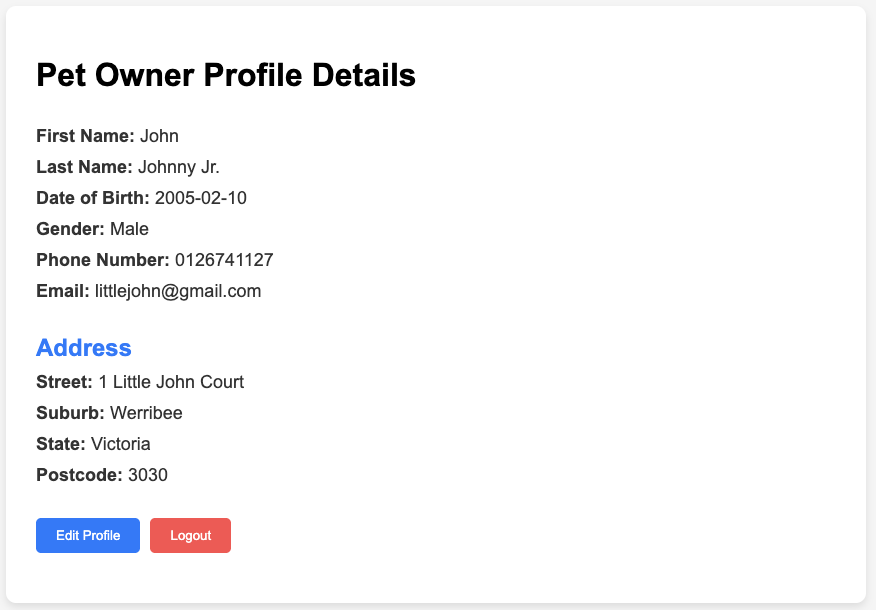 Pet Owner Profile Details
First Name: John
Last Name: Johnny Jr.
Date of Birth: 2005-02-10
Gender: Male
Phone Number: 0126741127
Email: littlejohn@gmail.com
Address
Street: 1 Little John Court
Suburb: Werribee
State: Victoria
Postcode: 3030
Edit Profile Logout